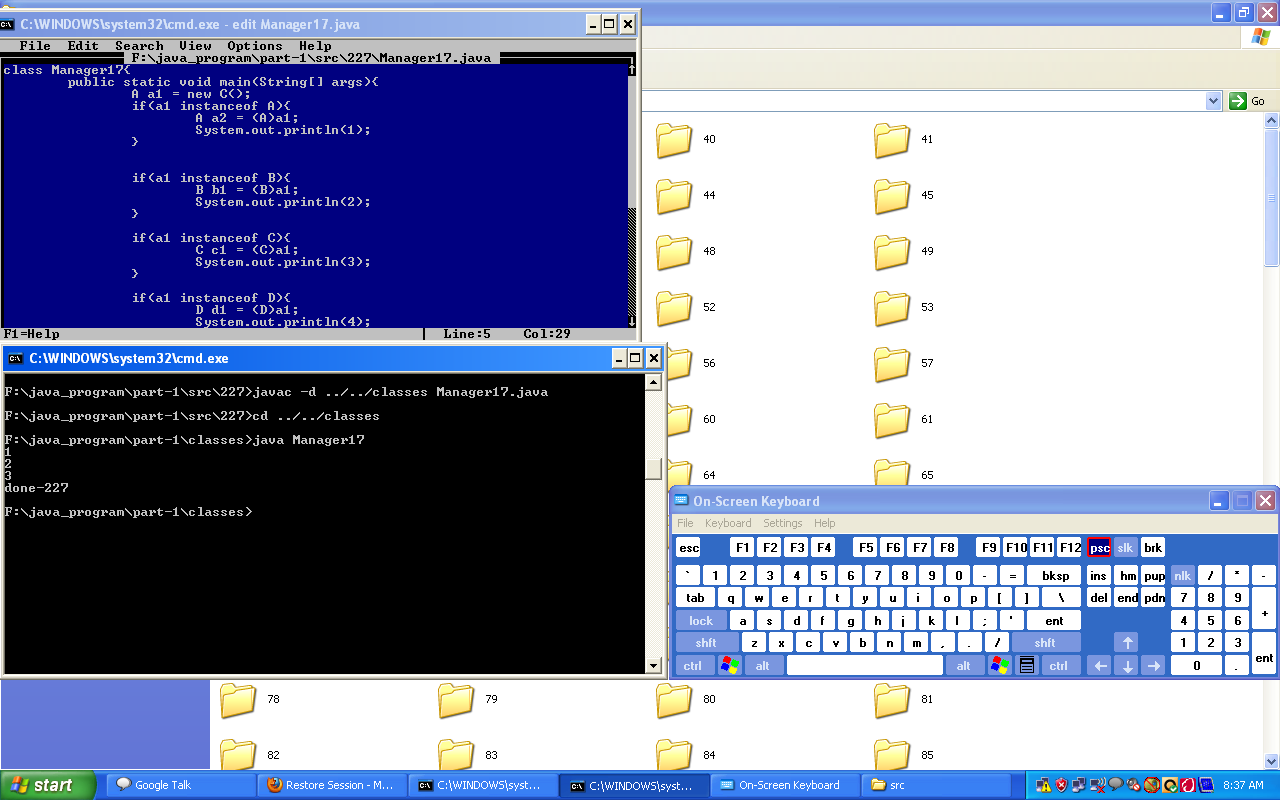 C:\WINDOWS\system32\cmd.exe - edit Manager17.java
File Edit Search View Options Help
F:\java_program\part-1\src\227\Manager17.java
class Manager17{
public static void main(String[] args){
A a1 = new C();
if(a1 instanceof A){
A a2 = (A)a1;
System.out.println(1);
}
if(a1 instanceof B){
B b1 = (B)a1;
System.out.println(2);
}
if(a1 instanceof C){
C c1 = (C)a1;
System.out.println(3);
}
if(a1 instanceof D){
D d1 = (D)a1;
System.out.println(4);
F1=Help Line:5 Col:29
C:\WINDOWS\system32\cmd.exe
F:\java_program\part-1\src\227>javac -d ../../classes Manager17.java
F:\java_program\part-1\src\227>cd ../../classes
F:\java_program\part-1\classes>java Manager17
1
2
3
done-227
F:\java_program\part-1\classes>
Go
40 41
44 45
48 49
52 53
56 57
60 61
64 65
On-Screen Keyboard
File Keyboard Settings Help
esc F1 F2 F3 F4 F5 F6 F7 F8 F9 F10 F11 F12 psc slk brk
` 1 2 3 4 5 6 7 8 9 0 - = bksp ins hm pup nlk / * -
tab q w e r t y u i o p [ ] \ del end pdn 7 8 9 +
lock a s d f g h j k l ; ' ent 4 5 6
shft z x c v b n m , . / shft 1 2 3 ent
ctrl alt alt ctrl 0 .
78 79 80 81
82 83 84 85
start Google Talk Restore Session - M... C:\WINDOWS\syst... C:\WINDOWS\syst... On-Screen Keyboard src 8:37 AM